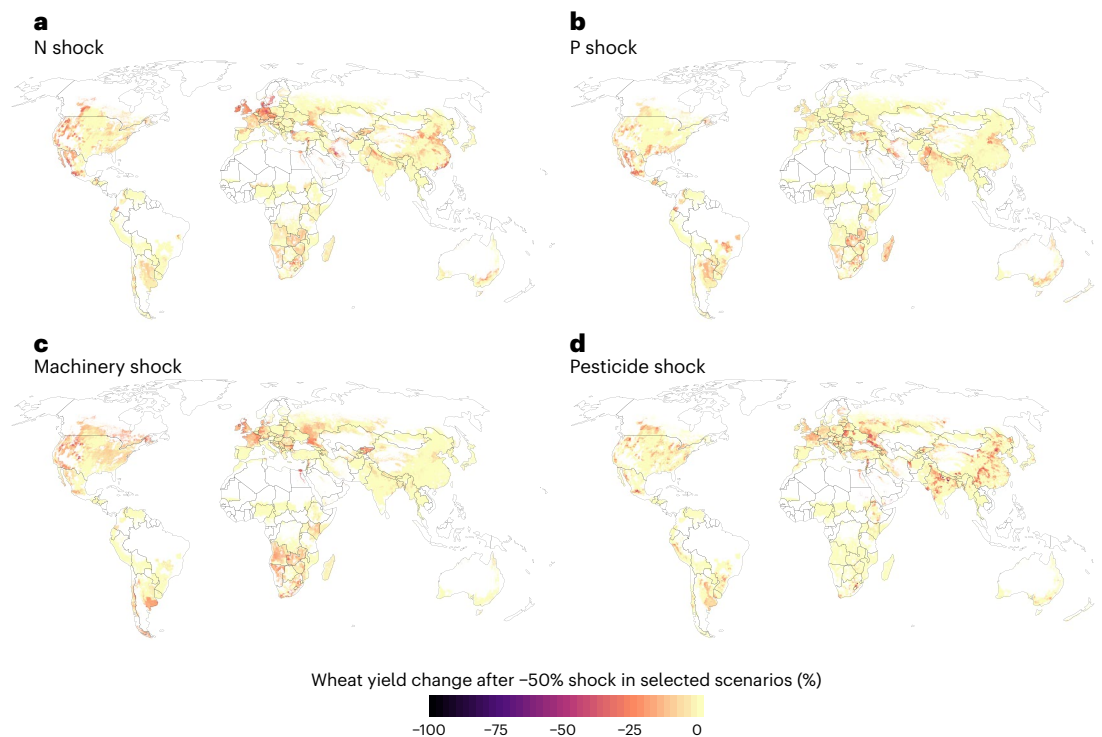 a
N shock
b
P shock
c
Machinery shock
d
Pesticide shock
Wheat yield change after −50% shock in selected scenarios (%)
−100 −75 −50 −25 0